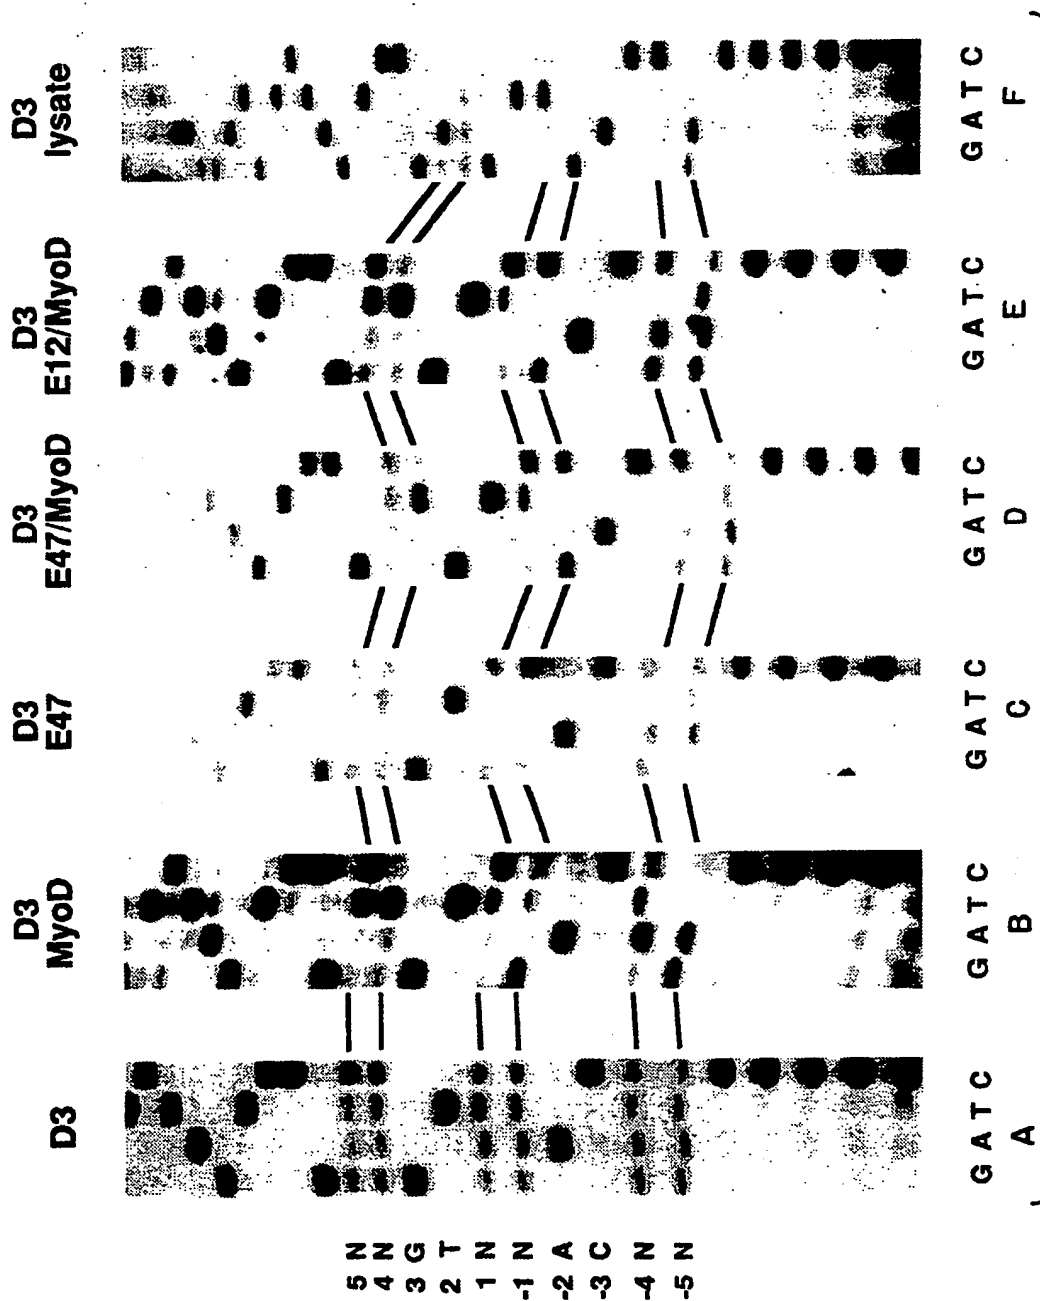 D3
D3
MyoD
D3
E47
D3
E47/MyoD
D3
E12/MyoD
D3
lysate
5 N
4 N
3 G
2 T
1 N
-1 N
-2 A
-3 C
-4 N
-5 N
G A T C
G A T C
G A T C
G A T C
G A T C
G A T C
A
B
C
D
E
F